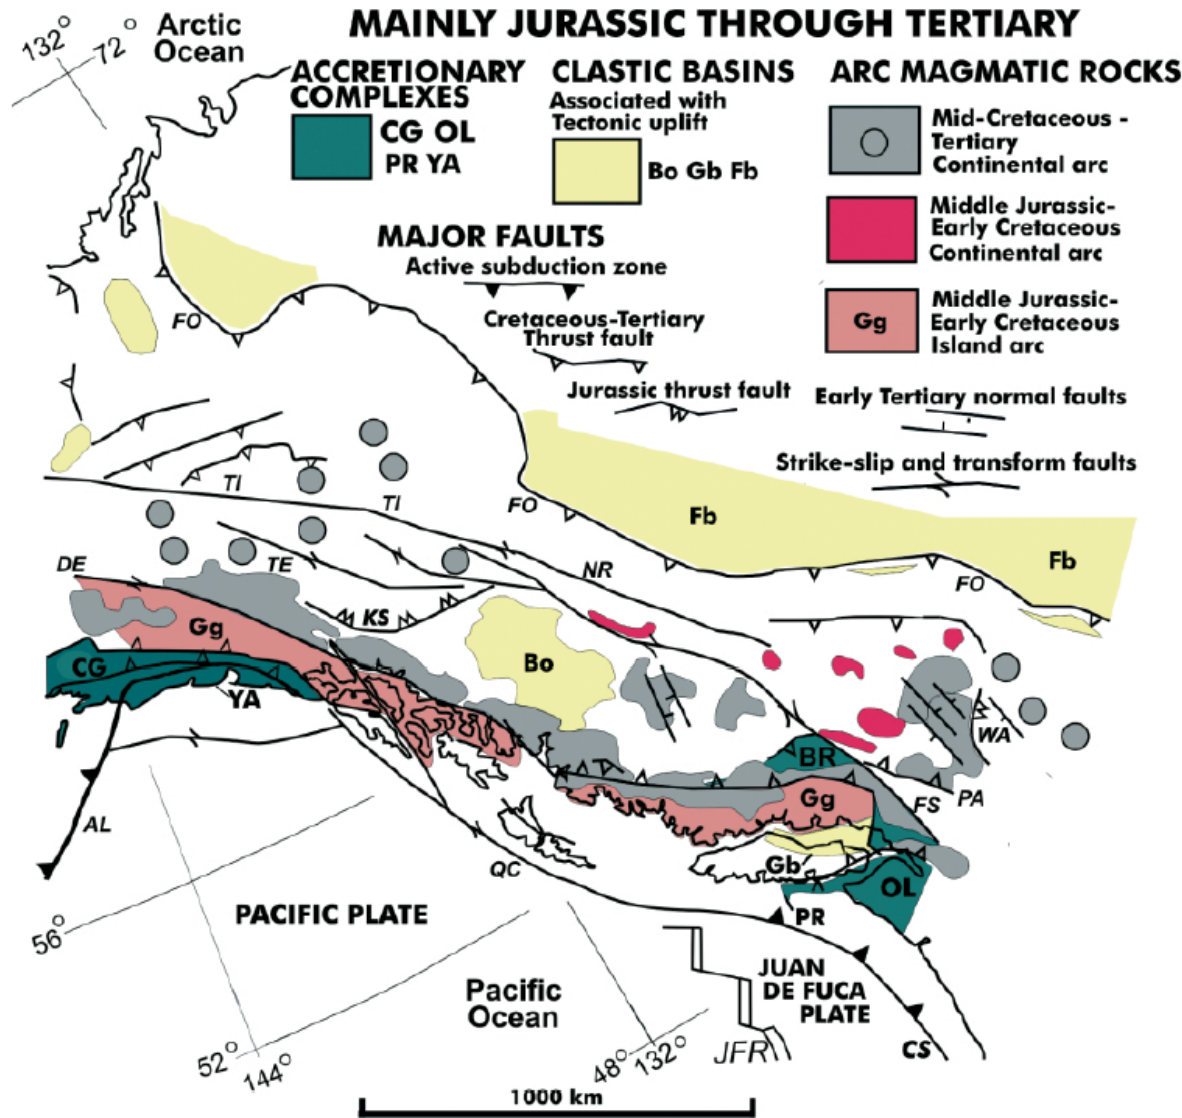 MAINLY JURASSIC THROUGH TERTIARY
132° 72°
Arctic
Ocean
ACCRETIONARY
COMPLEXES
CG OL
PR YA
CLASTIC BASINS
Associated with
Tectonic uplift
Bo Gb Fb
ARC MAGMATIC ROCKS
Mid-Cretaceous -
Tertiary
Continental arc
Middle Jurassic-
Early Cretaceous
Continental arc
Gg
Middle Jurassic-
Early Cretaceous
Island arc
MAJOR FAULTS
Active subduction zone
Cretaceous-Tertiary
Thrust fault
Jurassic thrust fault
Early Tertiary normal faults
Strike-slip and transform faults
FO
TI
TI
FO
Fb
Fb
FO
DE
TE
NR
KS
Gg
CG
YA
Bo
BR
WA
Gg
FS
PA
AL
QC
Gb
OL
PR
PACIFIC PLATE
56°
Pacific
Ocean
JUAN
DE FUCA
PLATE
JFR
CS
52°
144°
48°
132°
1000 km